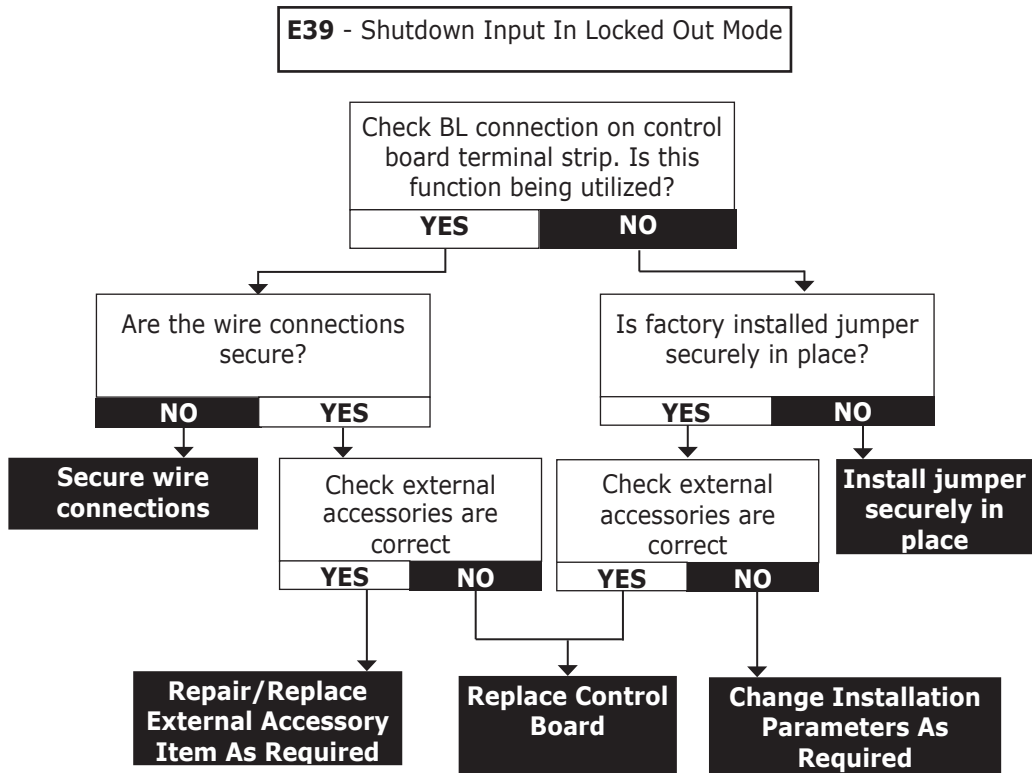 E39 - Shutdown Input In Locked Out Mode
Check BL connection on control
board terminal strip. Is this
function being utilized?
YES
NO
Are the wire connections
secure?
NO
YES
Is factory installed jumper
securely in place?
YES
NO
Secure wire
connections
Check external
accessories are
correct
YES
NO
Check external
accessories are
correct
YES
NO
Install jumper
securely in
place
Repair/Replace
External Accessory
Item As Required
Replace Control
Board
Change Installation
Parameters As
Required